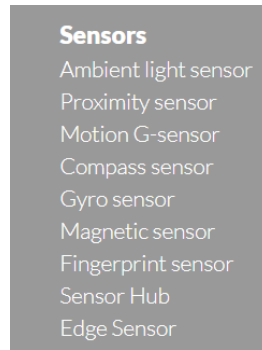 Sensors
Ambient light sensor
Proximity sensor
Motion G-sensor
Compass sensor
Gyro sensor
Magnetic sensor
Fingerprint sensor
Sensor Hub
Edge Sensor